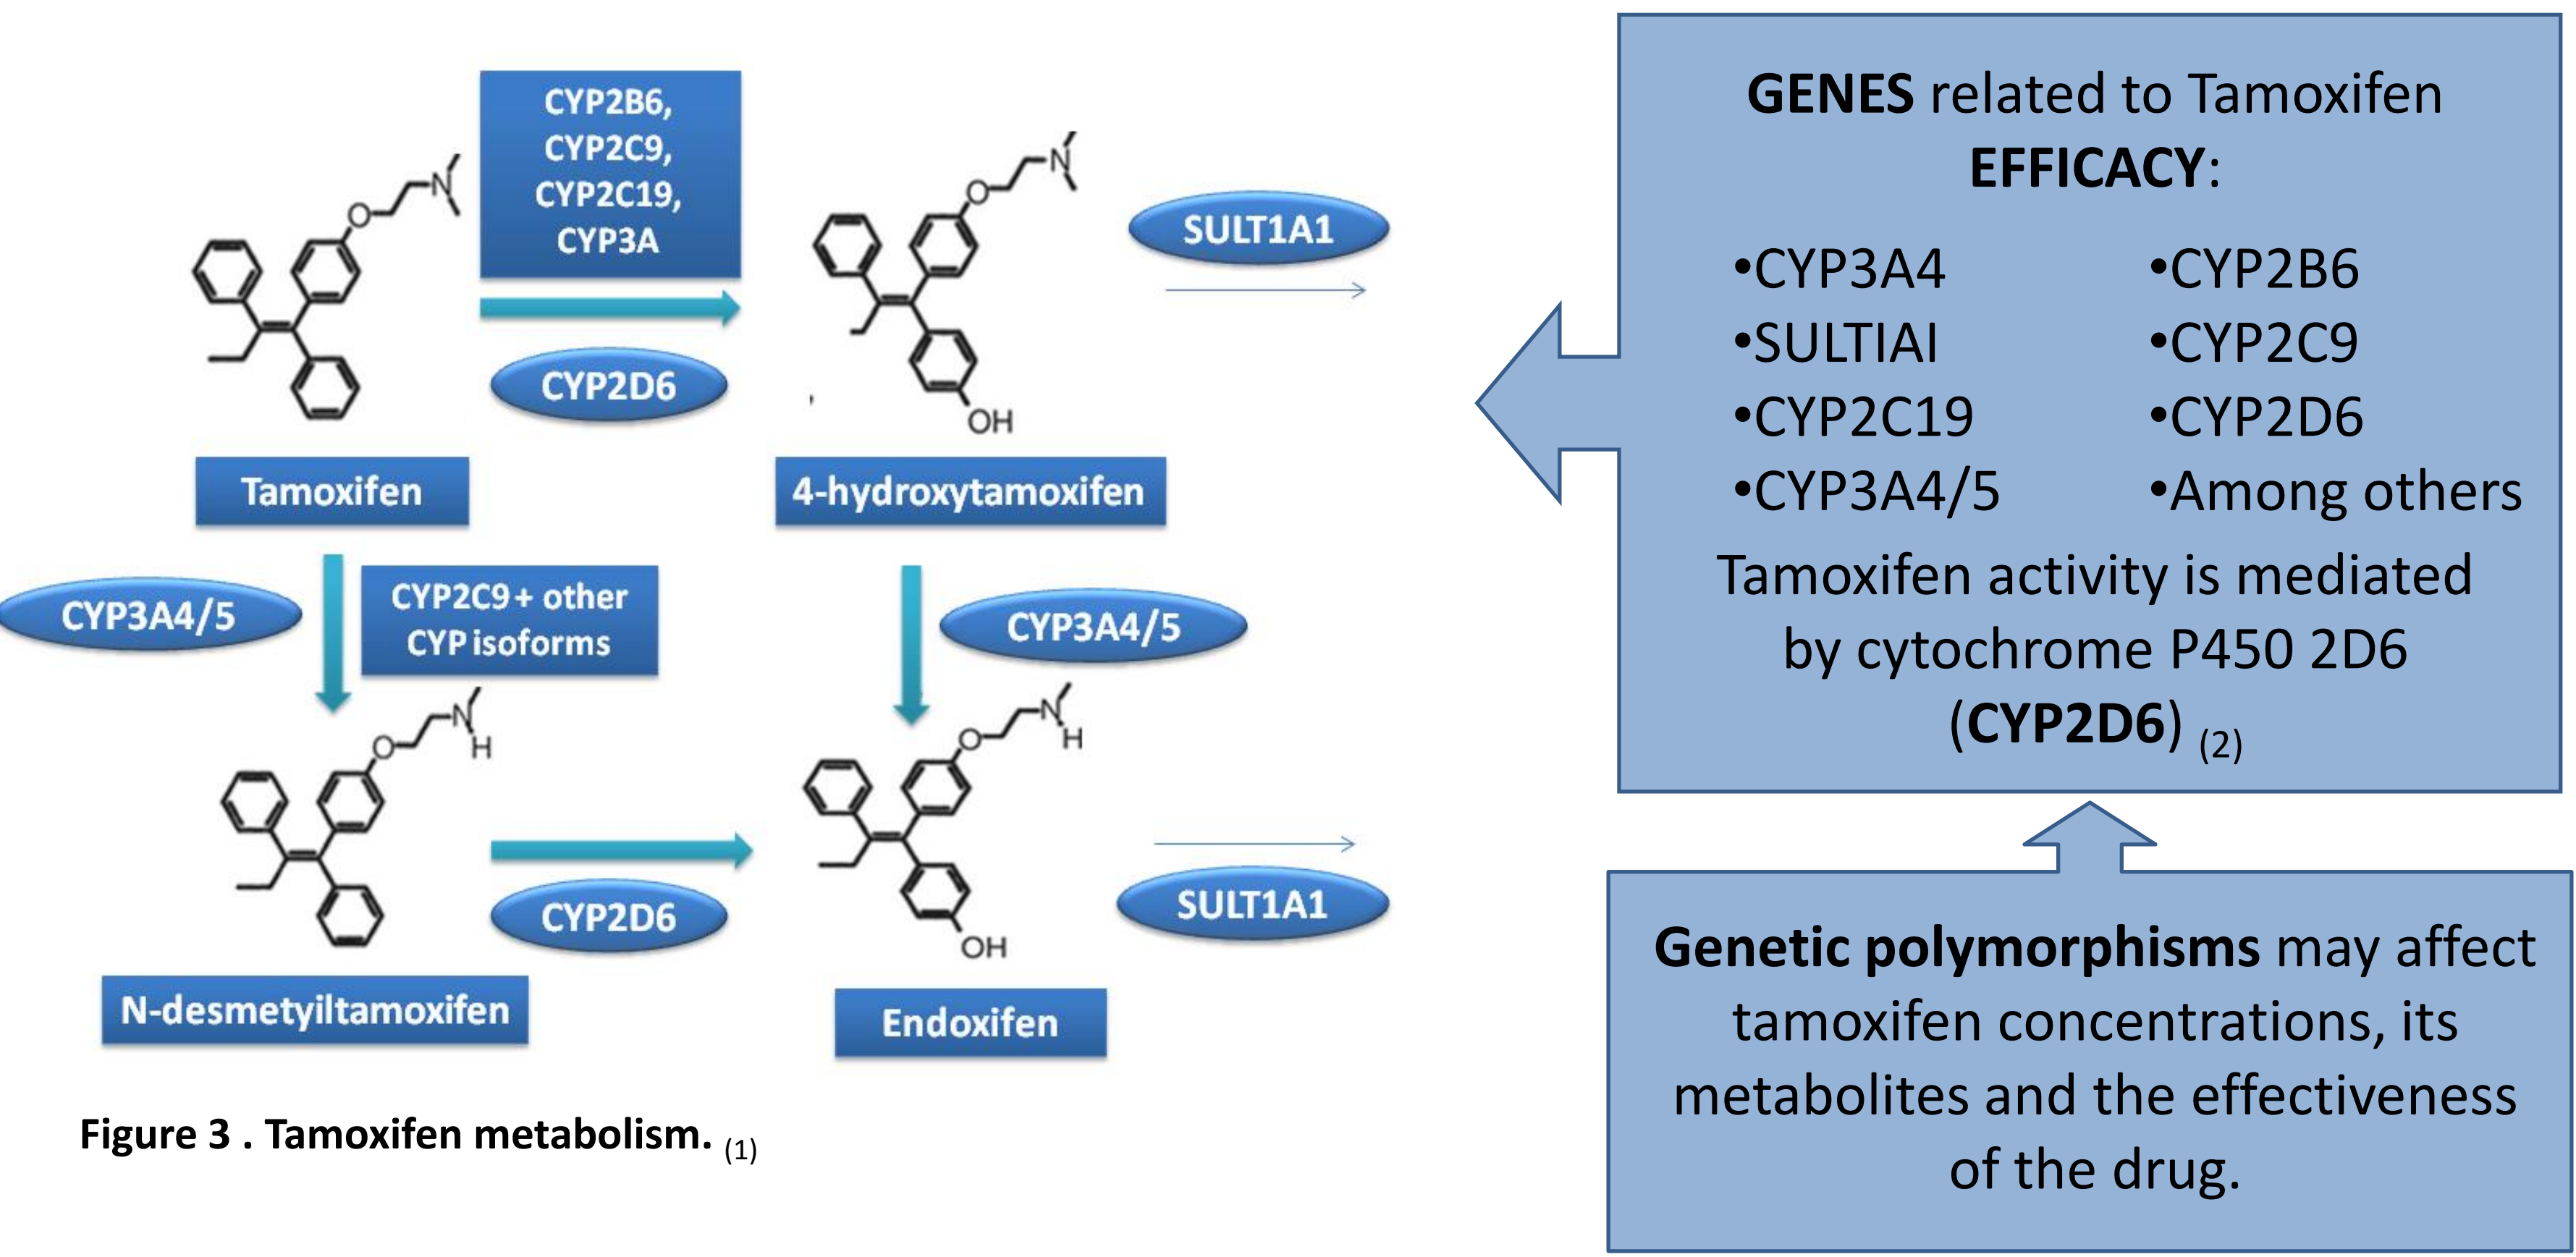 CYP2B6,
CYP2C9,
CYP2C19,
CYP3A
CYP2D6
N
O
Tamoxifen
N
O
OH
4-hydroxytamoxifen
SULT1A1
CYP3A4/5
CYP2C9 + other
CYP isoforms
CYP3A4/5
N
H
O
N-desmetyiltamoxifen
CYP2D6
N
H
O
OH
Endoxifen
SULT1A1
Figure 3 . Tamoxifen metabolism. (1)
GENES related to Tamoxifen
EFFICACY:
•CYP3A4
•SULTIAI
•CYP2C19
•CYP3A4/5
•CYP2B6
•CYP2C9
•CYP2D6
•Among others
Tamoxifen activity is mediated
by cytochrome P450 2D6
(CYP2D6) (2)
Genetic polymorphisms may affect
tamoxifen concentrations, its
metabolites and the effectiveness
of the drug.